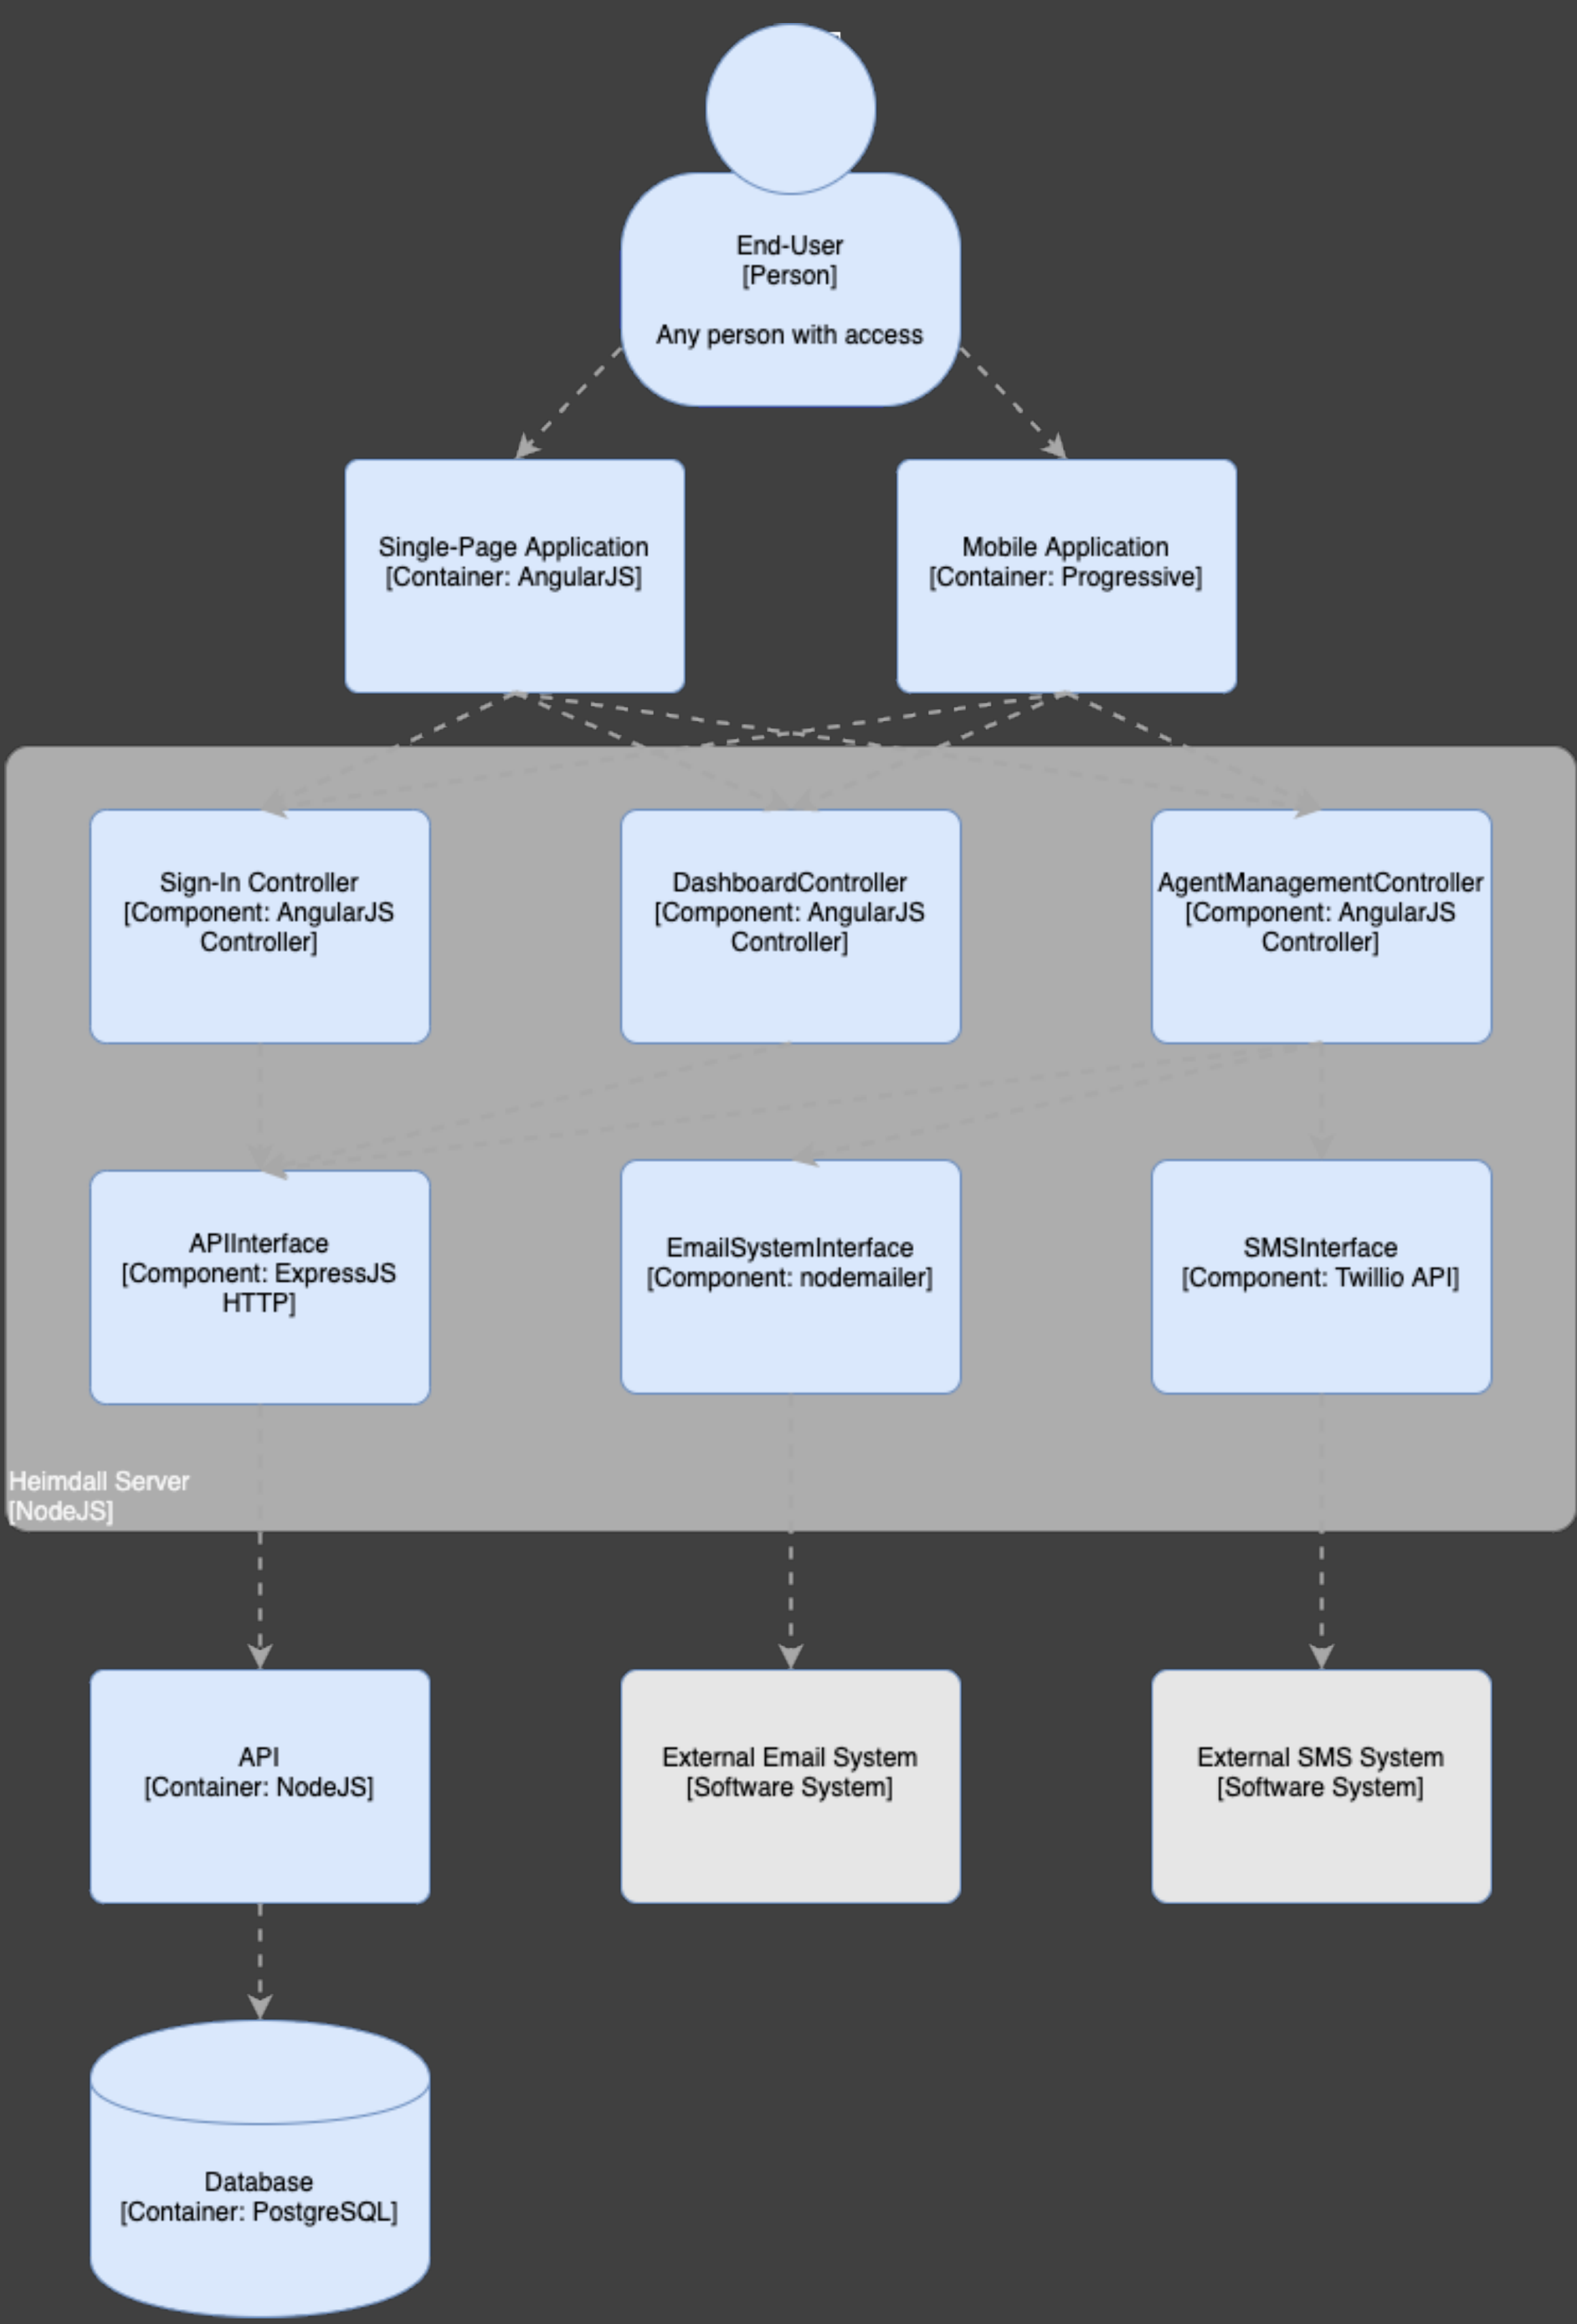 End-User
[Person]
Any person with access
Single-Page Application
[Container: AngularJS]
Mobile Application
[Container: Progressive]
Sign-In Controller
[Component: AngularJS
Controller]
DashboardController
[Component: AngularJS
Controller]
AgentManagementController
[Component: AngularJS
Controller]
APIInterface
[Component: ExpressJS
HTTP]
EmailSystemInterface
[Component: nodemailer]
SMSInterface
[Component: Twillio API]
Heimdall Server
[NodeJS]
API
[Container: NodeJS]
External Email System
[Software System]
External SMS System
[Software System]
Database
[Container: PostgreSQL]